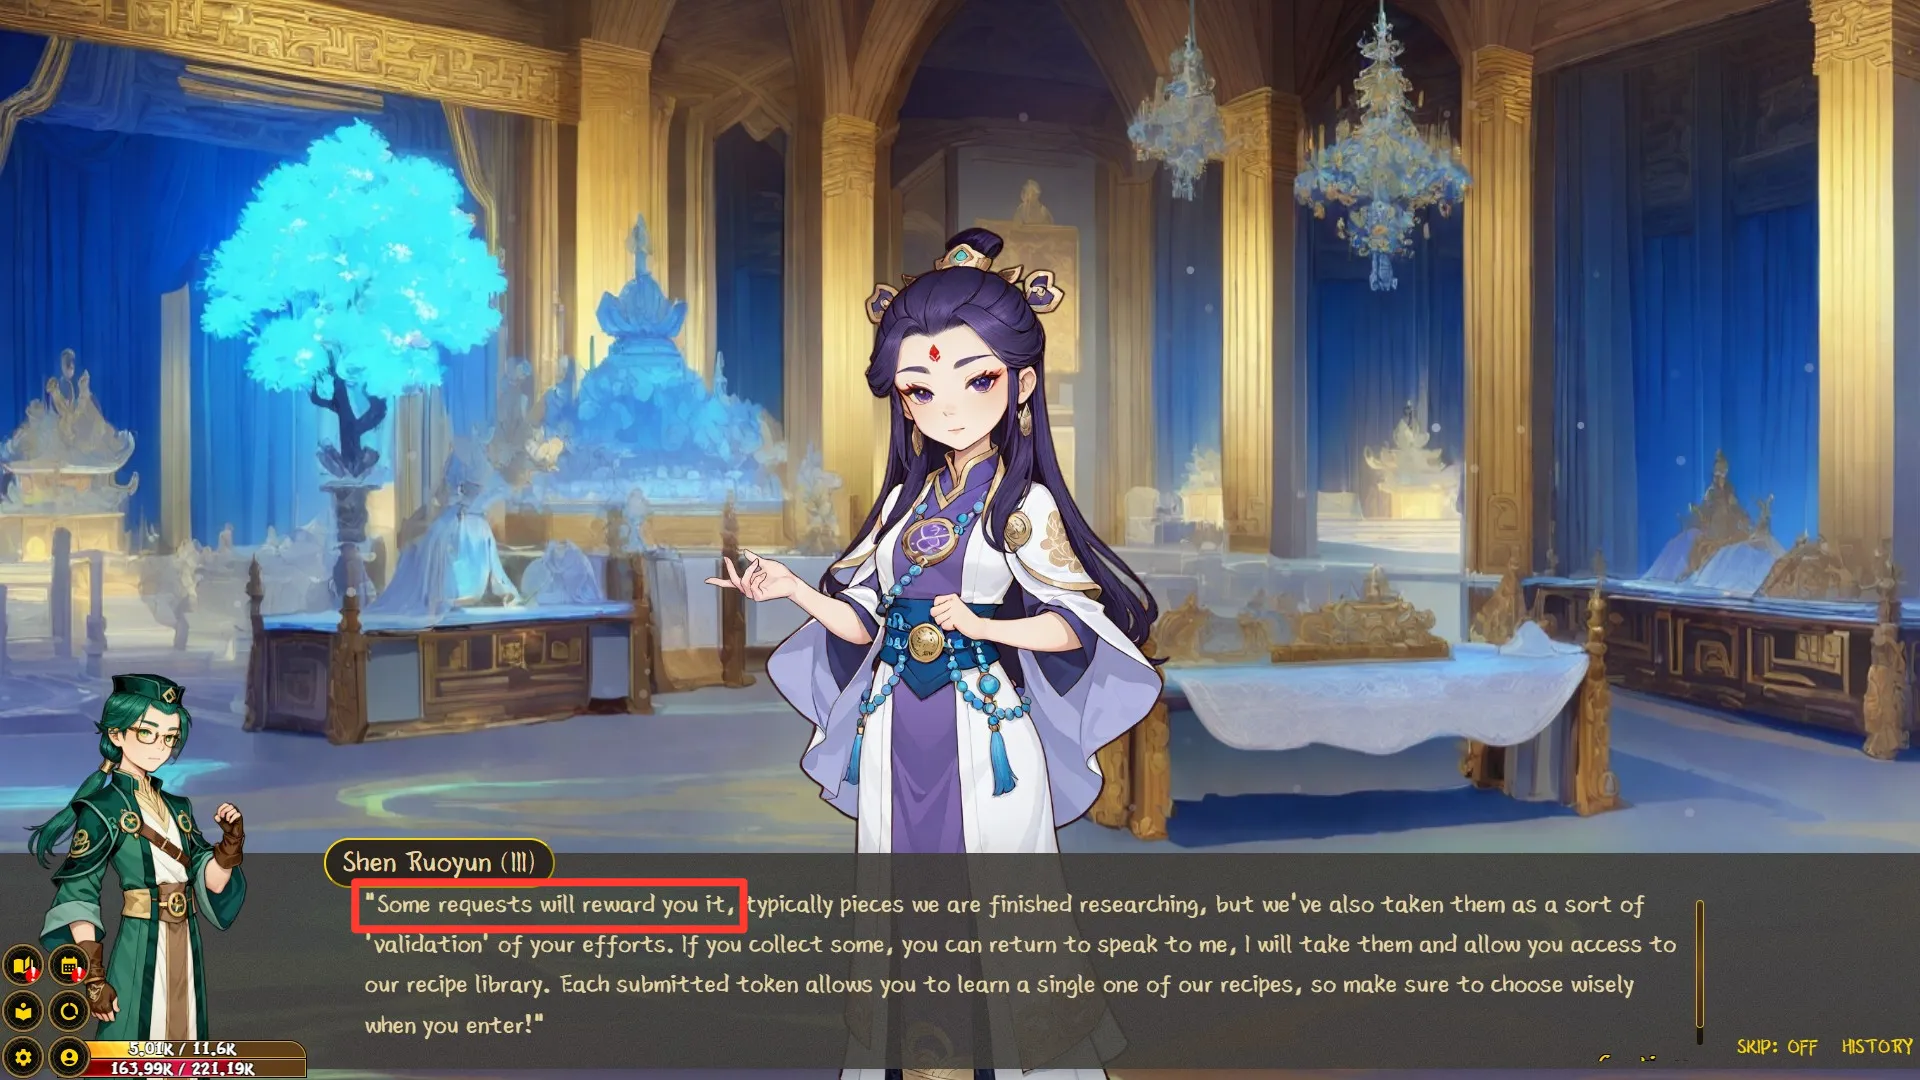 Shen Ruoyun (III)
"Some requests will reward you it, typically pieces we are finished researching, but we've also taken them as a sort of
'validation' of your efforts. If you collect some, you can return to speak to me, I will take them and allow you access to
our recipe library. Each submitted token allows you to learn a single one of our recipes, so make sure to choose wisely
when you enter!"
5.01K / 11.6K
163.99K / 221.19K
SKIP: OFF HISTORY